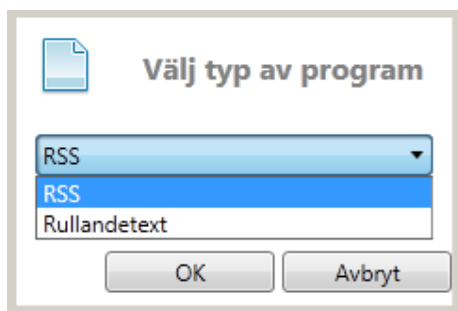 Välj typ av program
RSS
RSS
Rullandetext
OK Avbryt